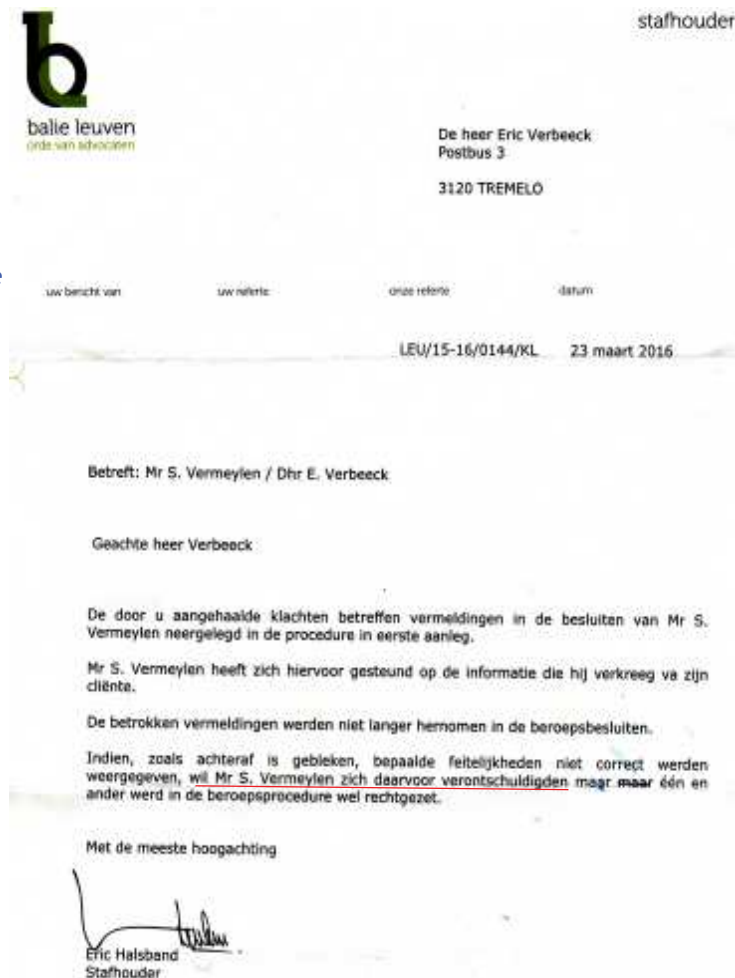 stafhouder
balie leuven
orde van advocaten
De heer Eric Verbeeck
Postbus 3
3120 TREMELO
e
uw bericht van uw referte onze referte datum
LEU/15-16/0144/KL 23 maart 2016
Betreft: Mr S. Vermeylen / Dhr E. Verbeeck
Geachte heer Verbeeck
De door u aangehaalde klachten betreffen vermeldingen in de besluiten van Mr S.
Vermeylen neergelegd in de procedure in eerste aanleg.
Mr S. Vermeylen heeft zich hiervoor gesteund op de informatie die hij verkreeg va zijn
cliënte.
De betrokken vermeldingen werden niet langer hernomen in de beroepsbesluiten.
Indien, zoals achteraf is gebleken, bepaalde feitelijkheden niet correct werden
weergegeven, wil Mr S. Vermeylen zich daarvoor verontschuldigden maar maar één en
ander werd in de beroepsprocedure wel rechtgezet.
Met de meeste hoogachting
Eric Halsband
Stafhouder